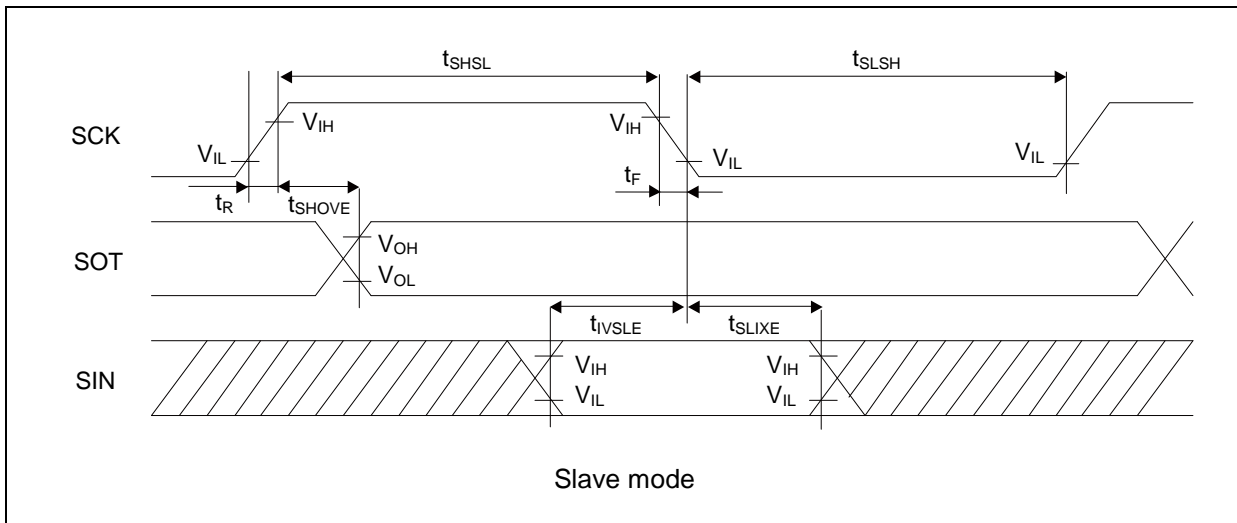 tSHSL
tSLSH
SCK
VIH
VIL
VIH
VIL
VIL
tR
tSHOVE
tF
SOT
VOH
VOL
tIVSLE
tSLIXE
SIN
VIH
VIL
VIH
VIL
Slave mode